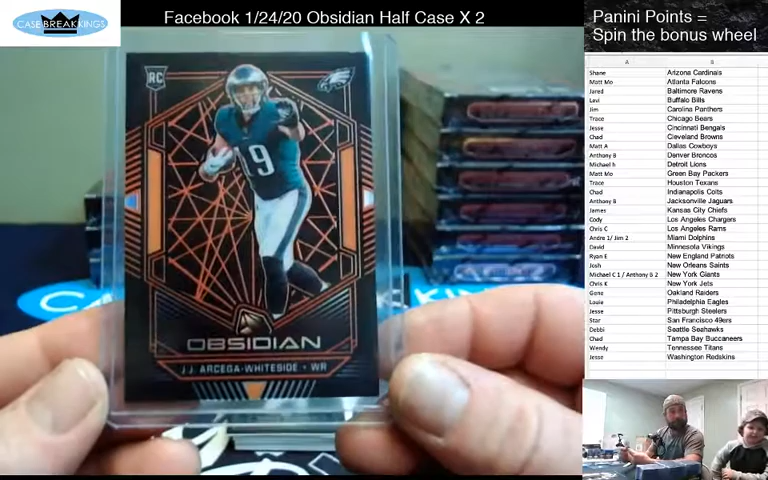 CASE BREAK KINGS
Facebook 1/24/20 Obsidian Half Case X 2
Panini Points =
Spin the bonus wheel
RC
19
OBSIDIAN
J.J. ARCEGA-WHITESIDE • WR
A B
Shane Arizona Cardinals
Matt Mo Atlanta Falcons
Jared Baltimore Ravens
Levi Buffalo Bills
Jim Carolina Panthers
Trace Chicago Bears
Jesse Cincinnati Bengals
Chad Cleveland Browns
Matt A Dallas Cowboys
Anthony B Denver Broncos
Michael h Detroit Lions
Matt Mo Green Bay Packers
Trace Houston Texans
Chad Indianapolis Colts
Anthony B Jacksonville Jaguars
James Kansas City Chiefs
Cody Los Angeles Chargers
Chris C Los Angeles Rams
Andre 1/ Jim 2 Miami Dolphins
David Minnesota Vikings
Ryan E New England Patriots
Josh New Orleans Saints
Michael C 1 / Anthony B 2 New York Giants
Chris K New York Jets
Gene Oakland Raiders
Louie Philadelphia Eagles
Jesse Pittsburgh Steelers
Star San Francisco 49ers
Debbi Seattle Seahawks
Chad Tampa Bay Buccaneers
Wendy Tennessee Titans
Jesse Washington Redskins